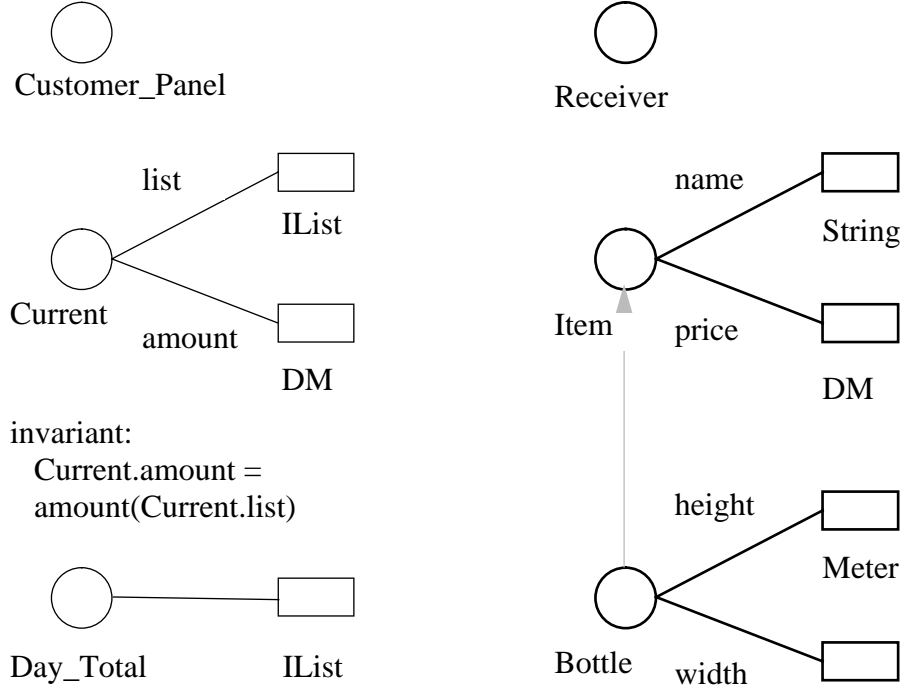 Customer_Panel
list
IList
Current
amount
DM
invariant:
Current.amount =
amount(Current.list)
Day_Total
IList
Receiver
name
String
Item
price
DM
height
Meter
Bottle
width